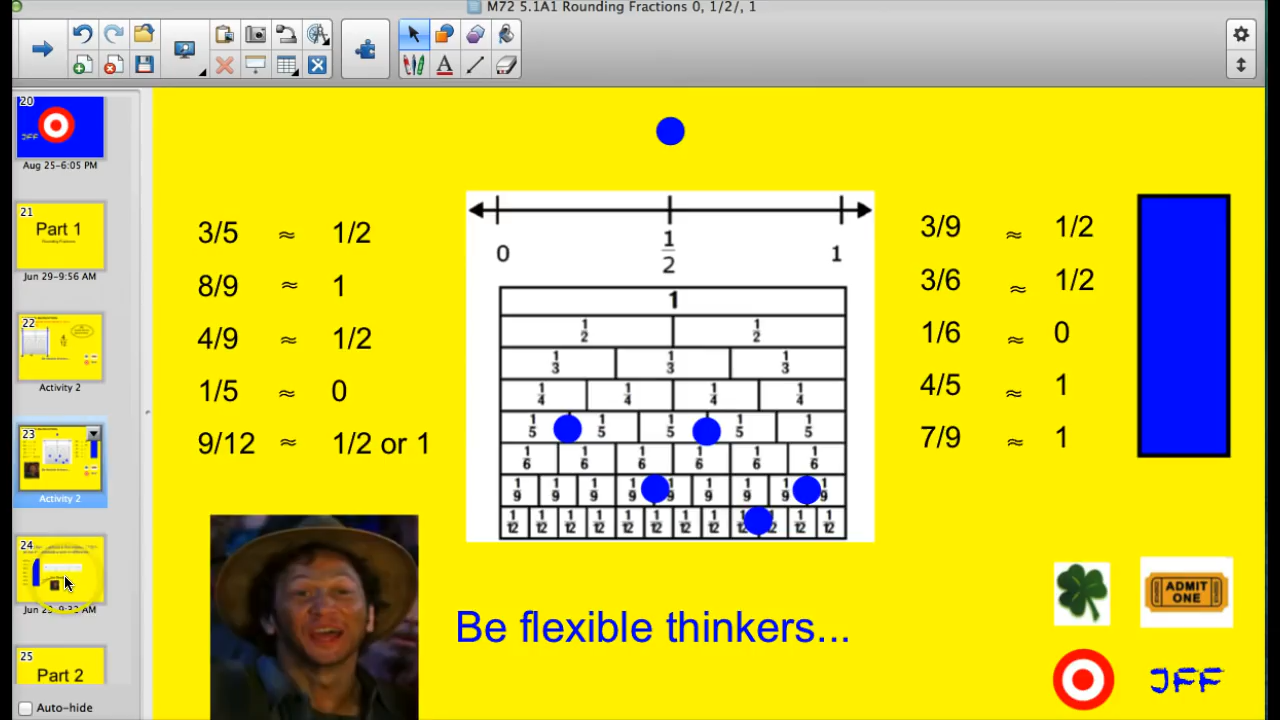 M72 5.1A1 Rounding Fractions 0, 1/2/, 1
20
JFF
Aug 25-6:05 PM
21
Part 1
Rounding Fractions
Jun 29-9:56 AM
22
Activity 2
23
Activity 2
24
25
Part 2
Auto-hide
3/5 ≈ 1/2
8/9 ≈ 1
4/9 ≈ 1/2
1/5 ≈ 0
9/12 ≈ 1/2 or 1
0 1/2 1
1
1/2 1/2
1/3 1/3 1/3
1/4 1/4 1/4 1/4
1/5 1/5 1/5 1/5 1/5
1/6 1/6 1/6 1/6 1/6 1/6
1/9 1/9 1/9 1/9 1/9 1/9 1/9 1/9 1/9
1/12 1/12 1/12 1/12 1/12 1/12 1/12 1/12 1/12 1/12 1/12 1/12
3/9 ≈ 1/2
3/6 ≈ 1/2
1/6 ≈ 0
4/5 ≈ 1
7/9 ≈ 1
Be flexible thinkers...
ADMIT
ONE
JFF